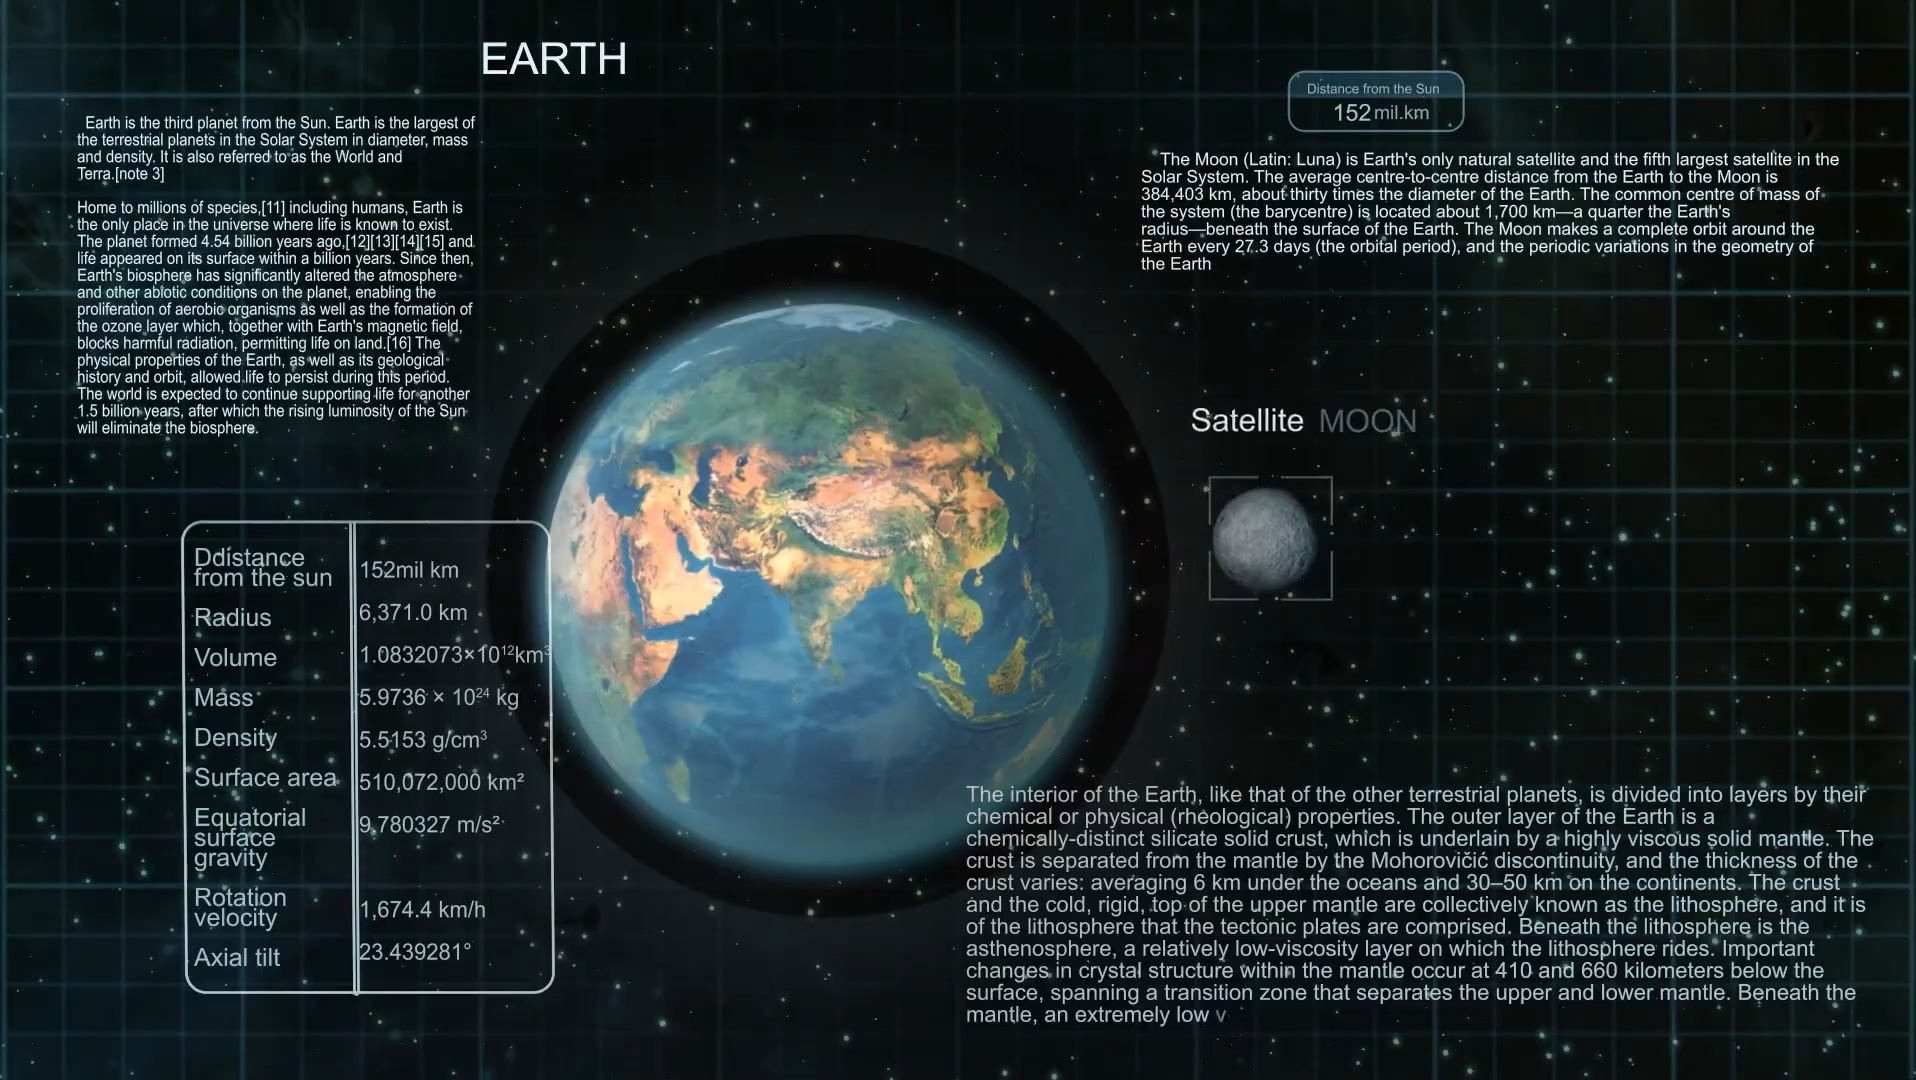 EARTH
Earth is the third planet from the Sun. Earth is the largest of
the terrestrial planets in the Solar System in diameter, mass
and density. It is also referred to as the World and
Terra.[note 3]
Home to millions of species,[11] including humans, Earth is
the only place in the universe where life is known to exist.
The planet formed 4.54 billion years ago,[12][13][14][15] and
life appeared on its surface within a billion years. Since then,
Earth's biosphere has significantly altered the atmosphere
and other abiotic conditions on the planet, enabling the
proliferation of aerobic organisms as well as the formation of
the ozone layer which, together with Earth's magnetic field,
blocks harmful radiation, permitting life on land.[16] The
physical properties of the Earth, as well as its geological
history and orbit, allowed life to persist during this period.
The world is expected to continue supporting life for another
1.5 billion years, after which the rising luminosity of the Sun
will eliminate the biosphere.
Distance from the Sun
152 mil.km
The Moon (Latin: Luna) is Earth's only natural satellite and the fifth largest satellite in the
Solar System. The average centre-to-centre distance from the Earth to the Moon is
384,403 km, about thirty times the diameter of the Earth. The common centre of mass of
the system (the barycentre) is located about 1,700 km—a quarter the Earth's
radius—beneath the surface of the Earth. The Moon makes a complete orbit around the
Earth every 27.3 days (the orbital period), and the periodic variations in the geometry of
the Earth
Satellite MOON
Ddistance
from the sun 152mil km
Radius 6,371.0 km
Volume 1.0832073×10¹²km³
Mass 5.9736 × 10²⁴ kg
Density 5.5153 g/cm³
Surface area 510,072,000 km²
Equatorial
surface
gravity 9,780327 m/s²
Rotation
velocity 1,674.4 km/h
Axial tilt 23.439281°
The interior of the Earth, like that of the other terrestrial planets, is divided into layers by their
chemical or physical (rheological) properties. The outer layer of the Earth is a
chemically-distinct silicate solid crust, which is underlain by a highly viscous solid mantle. The
crust is separated from the mantle by the Mohorovičić discontinuity, and the thickness of the
crust varies: averaging 6 km under the oceans and 30–50 km on the continents. The crust
and the cold, rigid, top of the upper mantle are collectively known as the lithosphere, and it is
of the lithosphere that the tectonic plates are comprised. Beneath the lithosphere is the
asthenosphere, a relatively low-viscosity layer on which the lithosphere rides. Important
changes in crystal structure within the mantle occur at 410 and 660 kilometers below the
surface, spanning a transition zone that separates the upper and lower mantle. Beneath the
mantle, an extremely low v